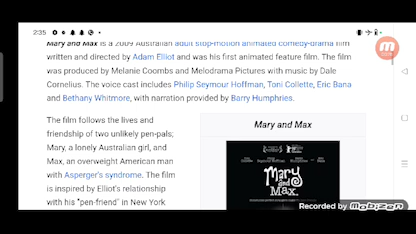 2:35
Mary and Max is a 2009 Australian adult stop-motion animated comedy-drama film
written and directed by Adam Elliot and was his first animated feature film. The
film was produced by Melanie Coombs and Melodrama Pictures with music by Dale
Cornelius. The voice cast includes Philip Seymour Hoffman, Toni Collette, Eric Bana
and Bethany Whitmore, with narration provided by Barry Humphries.
The film follows the lives and
friendship of two unlikely pen-pals;
Mary, a lonely Australian girl, and
Max, an overweight American man
with Asperger's syndrome. The film
is inspired by Elliot's relationship
with his "pen-friend" in New York
Mary and Max
Mary
and
Max
Recorded by Mobizen